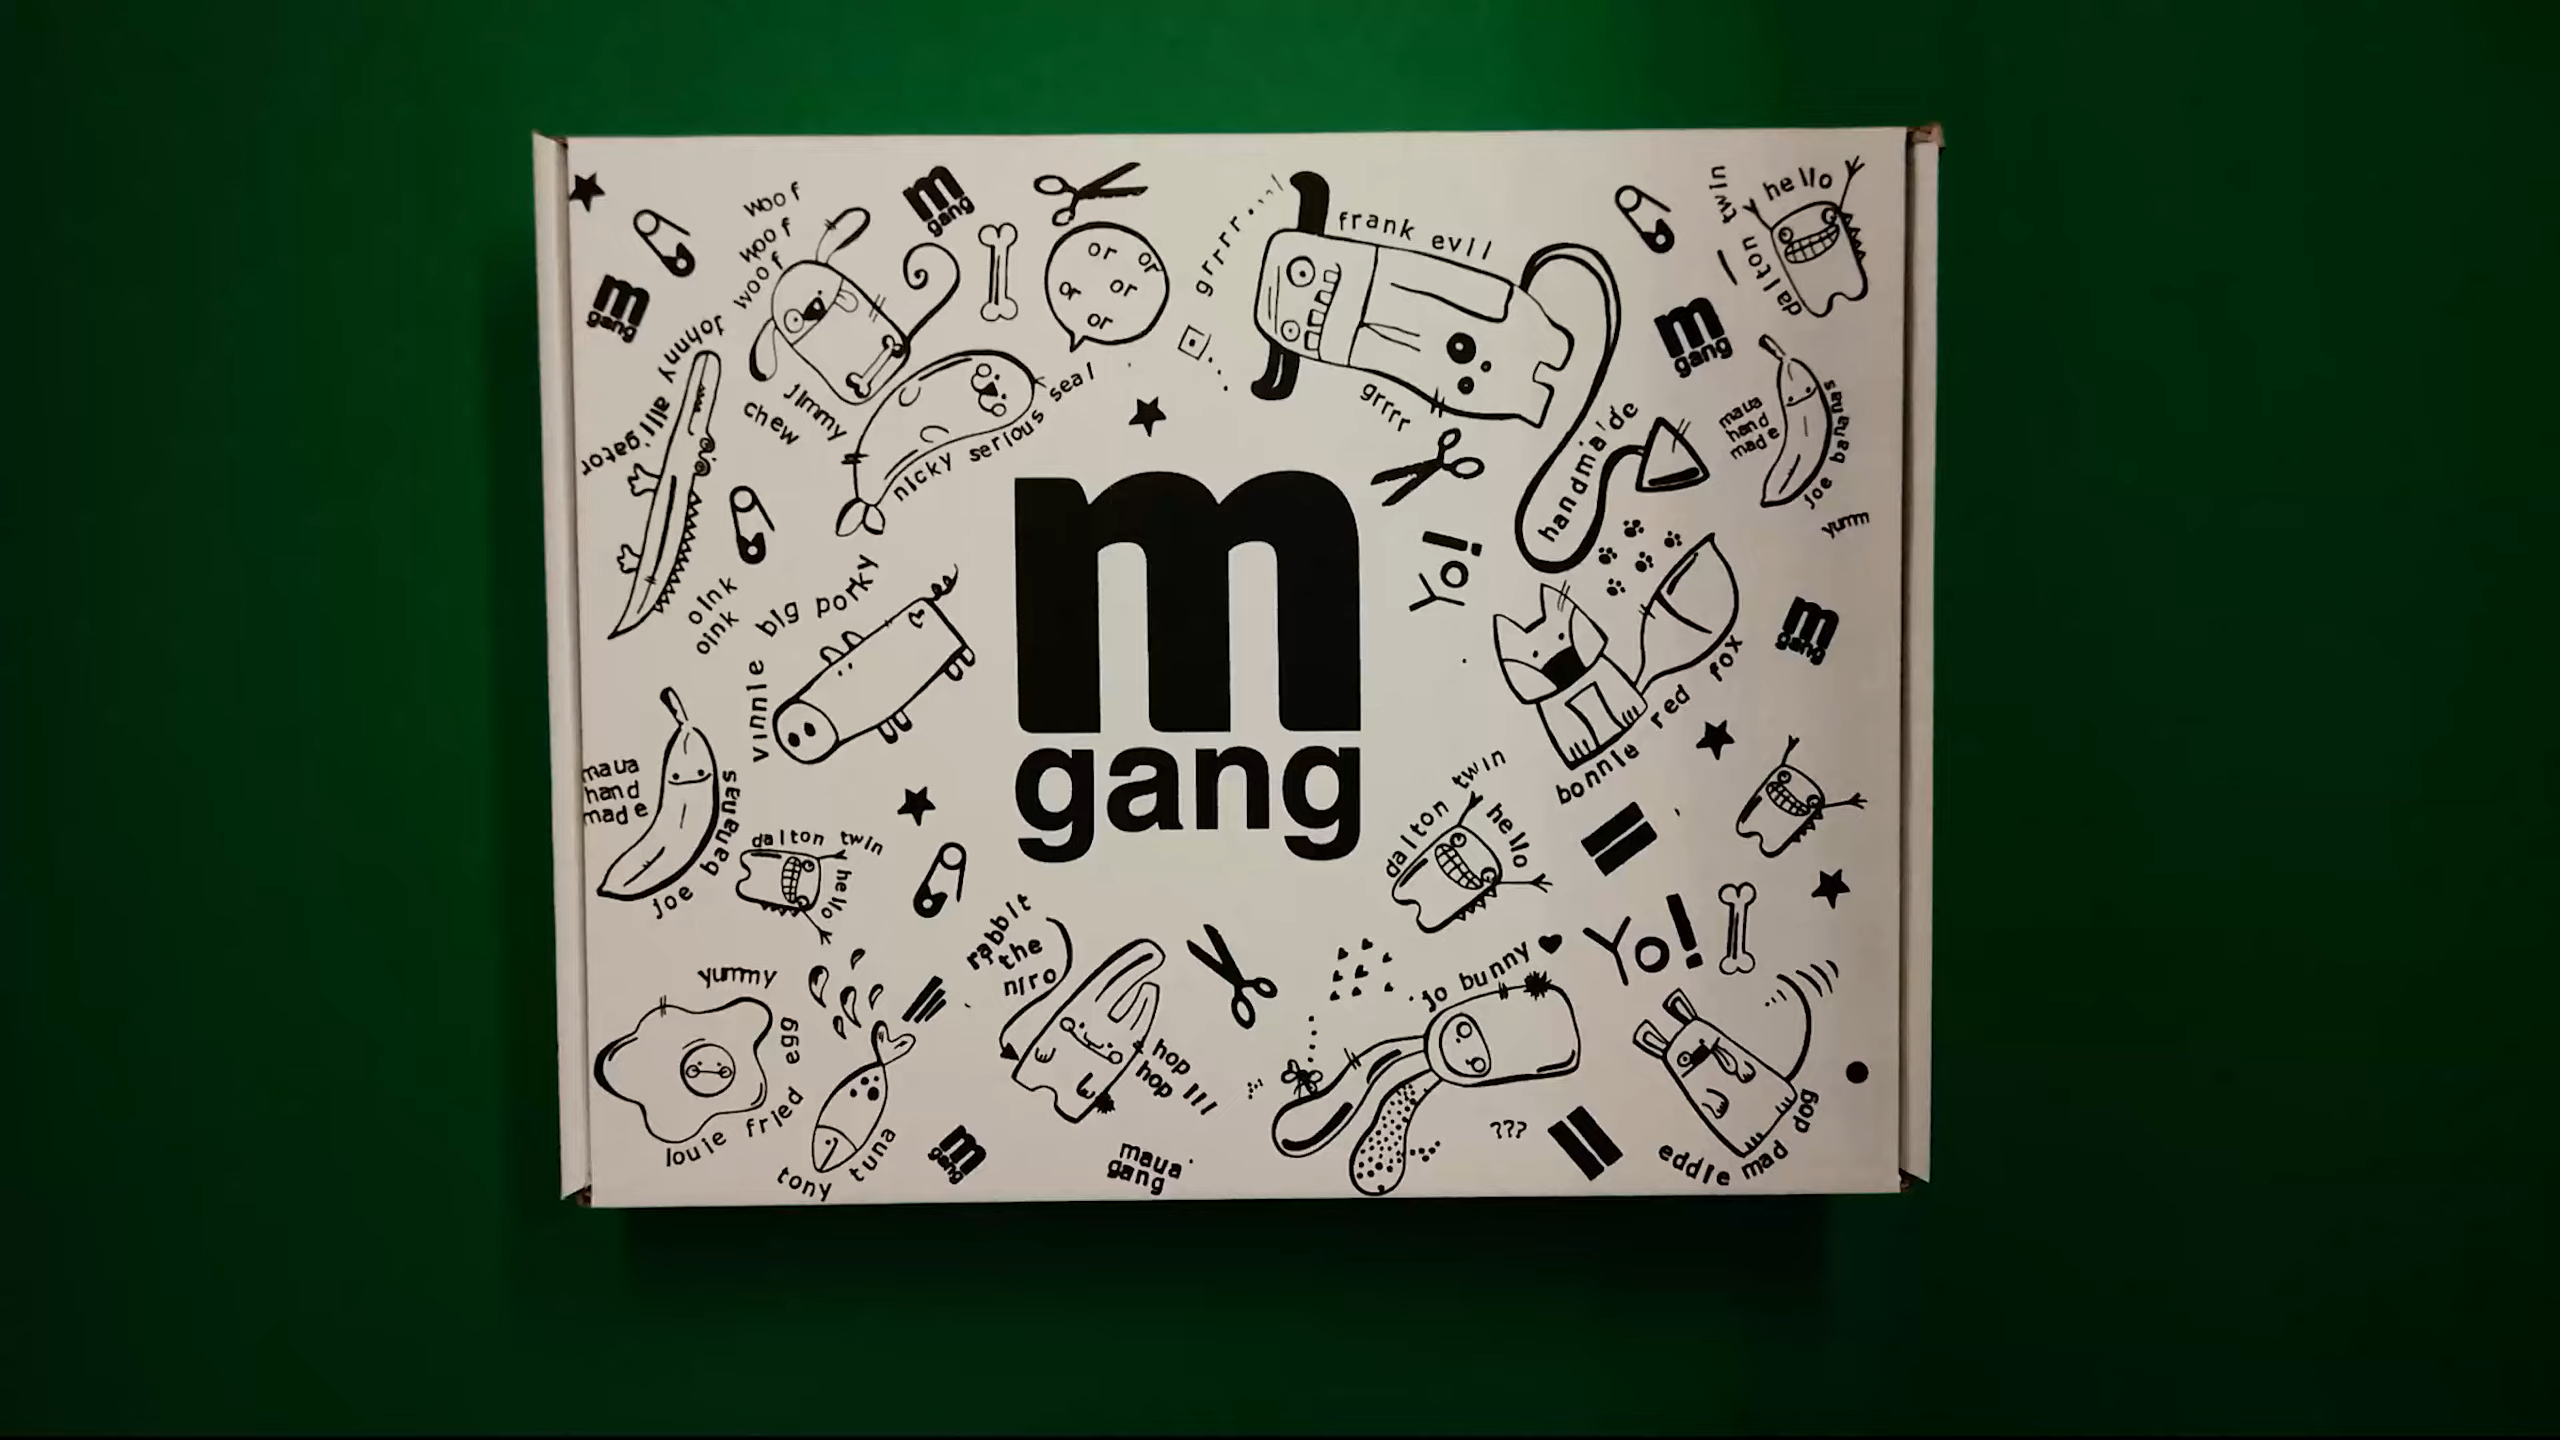 woof
woof
woof
m
gang
or or
or or
or
grrrr....
frank evil
grrrr
twin
hello
dalton
m
gang
johnny alligator
jimmy
chew
nicky serious seal
m
gang
maua
hand
made
joe bananas
yumm
handmade
Yo!
oink
oink
vinnie big porky
m
gang
bonnie red fox
m
gang
maua
hand
made
joe bananas
dalton twin
hello
dalton twin
hello
rabbit
the
niro
hop
hop !!!
jo bunny
Yo!
yummy
louie fried egg
tony tuna
m
gang
maua
gang
???
eddie mad dog